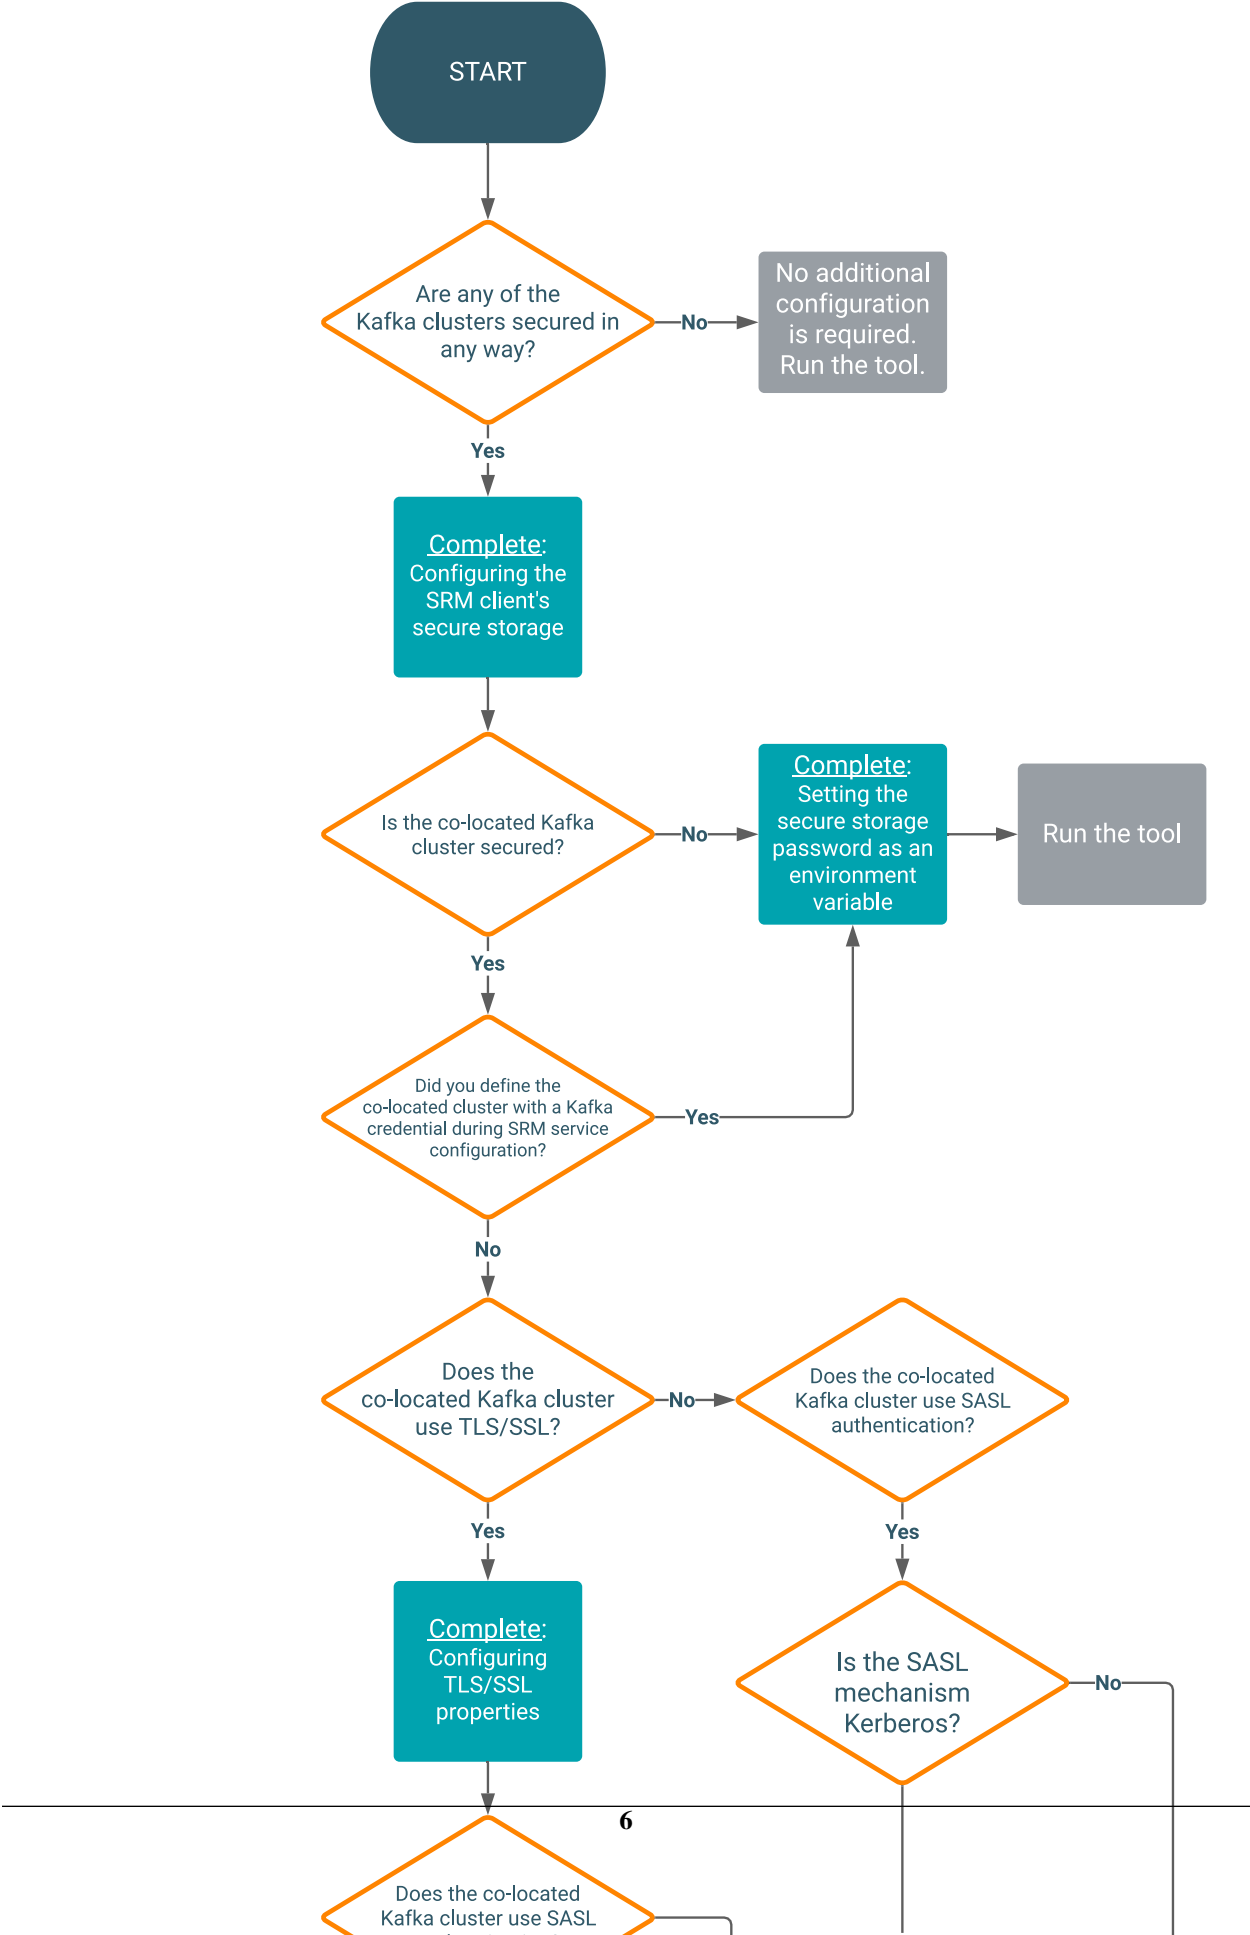 START
Are any of the
Kafka clusters secured in
any way?
No
No additional
configuration
is required.
Run the tool.
Yes
Complete:
Configuring the
SRM client's
secure storage
Is the co-located Kafka
cluster secured?
No
Complete:
Setting the
secure storage
password as an
environment
variable
Run the tool
Yes
Did you define the
co-located cluster with a Kafka
credential during SRM service
configuration?
Yes
No
Does the
co-located Kafka cluster
use TLS/SSL?
No
Does the co-located
Kafka cluster use SASL
authentication?
Yes
Yes
Complete:
Configuring
TLS/SSL
properties
Is the SASL
mechanism
Kerberos?
No
6
Does the co-located
Kafka cluster use SASL